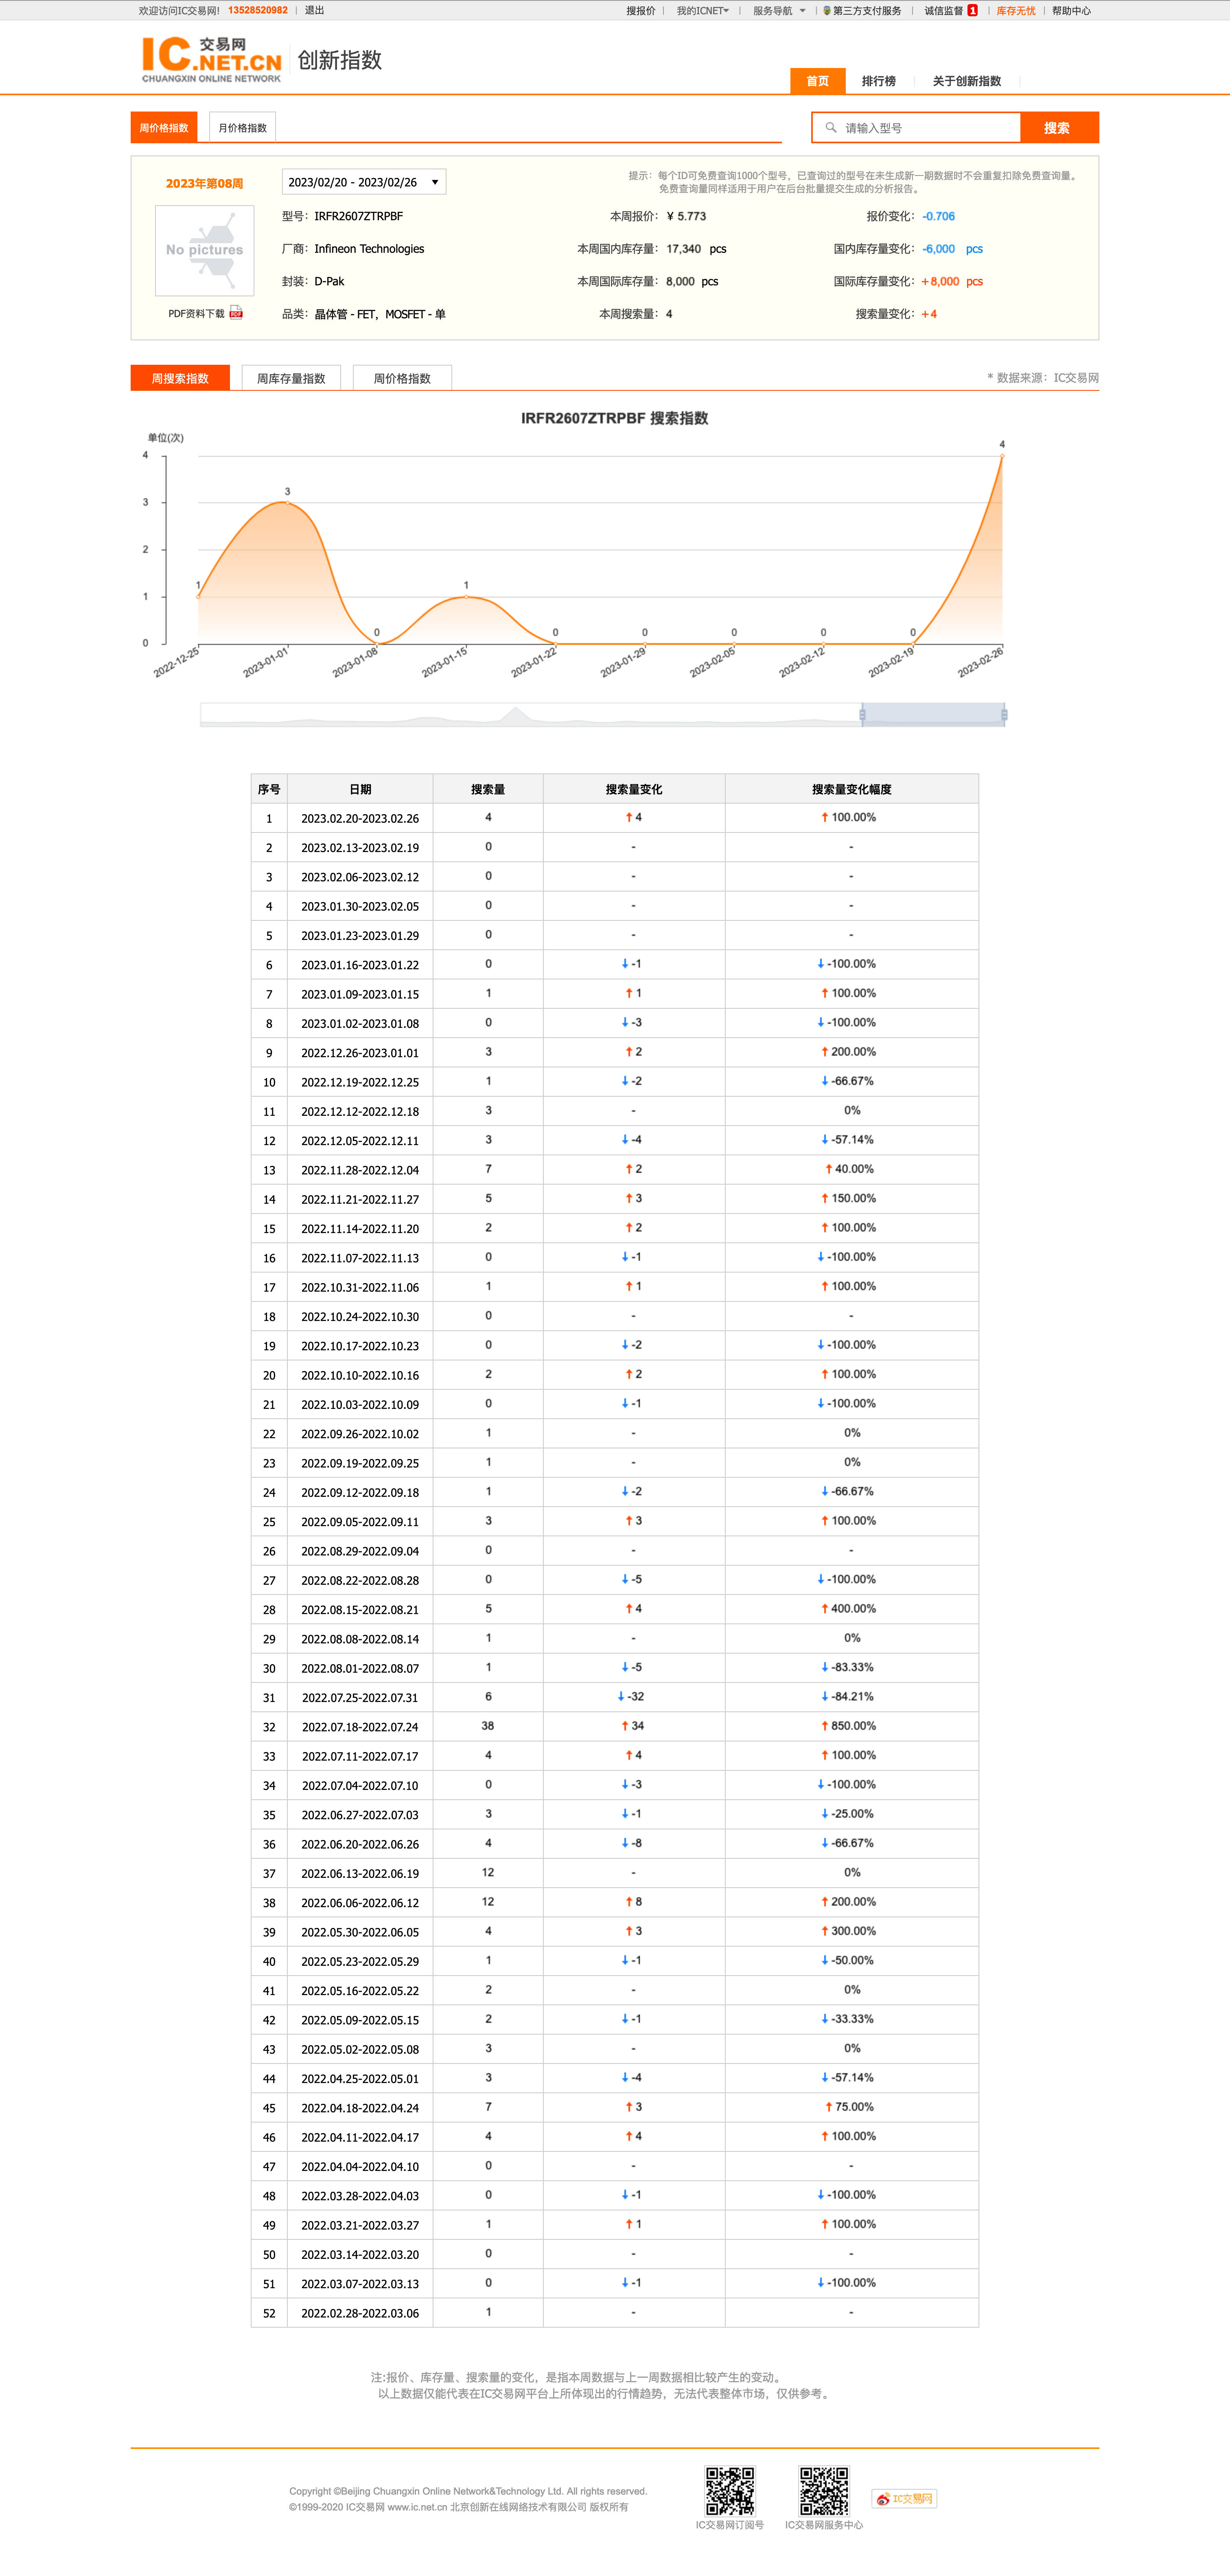 欢迎访问IC交易网! 13528520982 | 退出 搜报价 | 我的ICNET | 服务导航 | 第三方支付服务 | 诚信监督 1 | 库存无忧 | 帮助中心
IC 交易网 .NET.CN CHUANGXIN ONLINE NETWORK 创新指数
首页 排行榜 关于创新指数
周价格指数 月价格指数 请输入型号 搜索
2023年第08周 2023/02/20 - 2023/02/26 提示：每个ID可免费查询1000个型号，已查询过的型号在未生成新一期数据时不会重复扣除免费查询量。
免费查询量同样适用于用户在后台批量提交生成的分析报告。
型号：IRFR2607ZTRPBF 本周报价：¥ 5.773 报价变化：-0.706
No pictures
厂商：Infineon Technologies 本周国内库存量：17,340 pcs 国内库存量变化：-6,000 pcs
封装：D-Pak 本周国际库存量：8,000 pcs 国际库存量变化：+8,000 pcs
PDF资料下载 PDF 品类：晶体管 - FET，MOSFET - 单 本周搜索量：4 搜索量变化：+4
周搜索指数 周库存量指数 周价格指数 * 数据来源：IC交易网
IRFR2607ZTRPBF 搜索指数
单位(次)
4
3
2
1
0
1 3 0 1 0 0 0 0 0 4
2022-12-25 2023-01-01 2023-01-08 2023-01-15 2023-01-22 2023-01-29 2023-02-05 2023-02-12 2023-02-19 2023-02-26
序号 日期 搜索量 搜索量变化 搜索量变化幅度
1 2023.02.20-2023.02.26 4 ↑4 ↑100.00%
2 2023.02.13-2023.02.19 0 - -
3 2023.02.06-2023.02.12 0 - -
4 2023.01.30-2023.02.05 0 - -
5 2023.01.23-2023.01.29 0 - -
6 2023.01.16-2023.01.22 0 ↓-1 ↓-100.00%
7 2023.01.09-2023.01.15 1 ↑1 ↑100.00%
8 2023.01.02-2023.01.08 0 ↓-3 ↓-100.00%
9 2022.12.26-2023.01.01 3 ↑2 ↑200.00%
10 2022.12.19-2022.12.25 1 ↓-2 ↓-66.67%
11 2022.12.12-2022.12.18 3 - 0%
12 2022.12.05-2022.12.11 3 ↓-4 ↓-57.14%
13 2022.11.28-2022.12.04 7 ↑2 ↑40.00%
14 2022.11.21-2022.11.27 5 ↑3 ↑150.00%
15 2022.11.14-2022.11.20 2 ↑2 ↑100.00%
16 2022.11.07-2022.11.13 0 ↓-1 ↓-100.00%
17 2022.10.31-2022.11.06 1 ↑1 ↑100.00%
18 2022.10.24-2022.10.30 0 - -
19 2022.10.17-2022.10.23 0 ↓-2 ↓-100.00%
20 2022.10.10-2022.10.16 2 ↑2 ↑100.00%
21 2022.10.03-2022.10.09 0 ↓-1 ↓-100.00%
22 2022.09.26-2022.10.02 1 - 0%
23 2022.09.19-2022.09.25 1 - 0%
24 2022.09.12-2022.09.18 1 ↓-2 ↓-66.67%
25 2022.09.05-2022.09.11 3 ↑3 ↑100.00%
26 2022.08.29-2022.09.04 0 - -
27 2022.08.22-2022.08.28 0 ↓-5 ↓-100.00%
28 2022.08.15-2022.08.21 5 ↑4 ↑400.00%
29 2022.08.08-2022.08.14 1 - 0%
30 2022.08.01-2022.08.07 1 ↓-5 ↓-83.33%
31 2022.07.25-2022.07.31 6 ↓-32 ↓-84.21%
32 2022.07.18-2022.07.24 38 ↑34 ↑850.00%
33 2022.07.11-2022.07.17 4 ↑4 ↑100.00%
34 2022.07.04-2022.07.10 0 ↓-3 ↓-100.00%
35 2022.06.27-2022.07.03 3 ↓-1 ↓-25.00%
36 2022.06.20-2022.06.26 4 ↓-8 ↓-66.67%
37 2022.06.13-2022.06.19 12 - 0%
38 2022.06.06-2022.06.12 12 ↑8 ↑200.00%
39 2022.05.30-2022.06.05 4 ↑3 ↑300.00%
40 2022.05.23-2022.05.29 1 ↓-1 ↓-50.00%
41 2022.05.16-2022.05.22 2 - 0%
42 2022.05.09-2022.05.15 2 ↓-1 ↓-33.33%
43 2022.05.02-2022.05.08 3 - 0%
44 2022.04.25-2022.05.01 3 ↓-4 ↓-57.14%
45 2022.04.18-2022.04.24 7 ↑3 ↑75.00%
46 2022.04.11-2022.04.17 4 ↑4 ↑100.00%
47 2022.04.04-2022.04.10 0 - -
48 2022.03.28-2022.04.03 0 ↓-1 ↓-100.00%
49 2022.03.21-2022.03.27 1 ↑1 ↑100.00%
50 2022.03.14-2022.03.20 0 - -
51 2022.03.07-2022.03.13 0 ↓-1 ↓-100.00%
52 2022.02.28-2022.03.06 1 - -
注:报价、库存量、搜索量的变化，是指本周数据与上一周数据相比较产生的变动。
以上数据仅能代表在IC交易网平台上所体现出的行情趋势，无法代表整体市场，仅供参考。
Copyright ©Beijing Chuangxin Online Network&Technology Ltd. All rights reserved.
©1999-2020 IC交易网 www.ic.net.cn 北京创新在线网络技术有限公司 版权所有
IC交易网
IC交易网订阅号 IC交易网服务中心